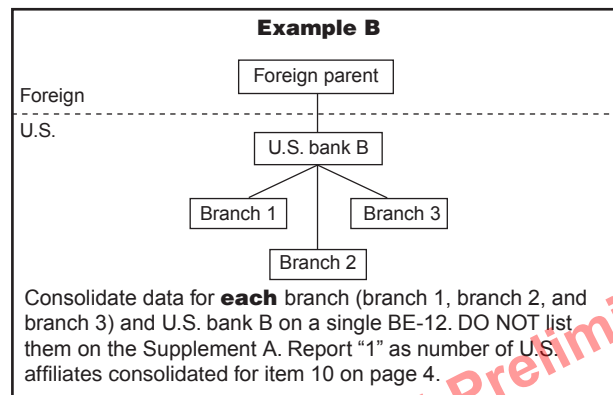 Example B
Foreign parent
Foreign
U.S.
U.S. bank B
Branch 1
Branch 3
Branch 2
Consolidate data for each branch (branch 1, branch 2, and
branch 3) and U.S. bank B on a single BE-12. DO NOT list
them on the Supplement A. Report “1” as number of U.S.
affiliates consolidated for item 10 on page 4.